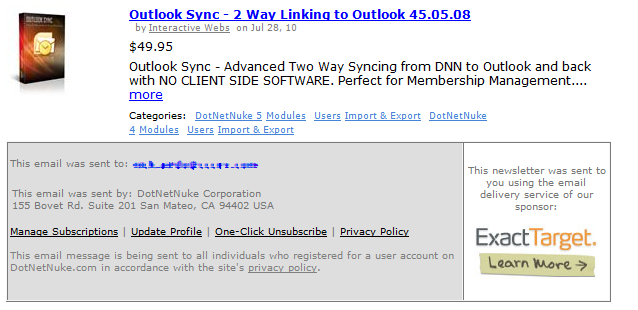 OUTLOOK SYNC
Outlook Sync - 2 Way Linking to Outlook 45.05.08
by Interactive Webs on Jul 28, 10
$49.95
Outlook Sync - Advanced Two Way Syncing from DNN to Outlook and back
with NO CLIENT SIDE SOFTWARE. Perfect for Membership Management....
more
Categories: DotNetNuke 5 Modules Users Import & Export DotNetNuke
4 Modules Users Import & Export
This email was sent to:
This email was sent by: DotNetNuke Corporation
155 Bovet Rd. Suite 201 San Mateo, CA 94402 USA
Manage Subscriptions | Update Profile | One-Click Unsubscribe | Privacy Policy
This email message is being sent to all individuals who registered for a user account on
DotNetNuke.com in accordance with the site's privacy policy.
This newsletter was sent to
you using the email
delivery service of our
sponsor:
ExactTarget.
Learn More →